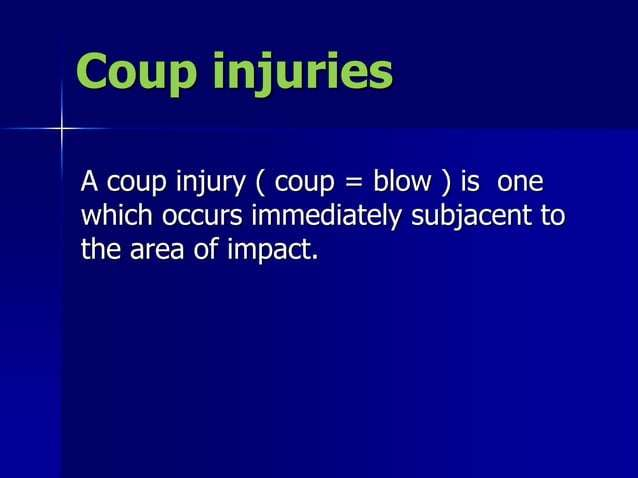 Coup injuries
A coup injury ( coup = blow ) is  one
which occurs immediately subjacent to
the area of impact.